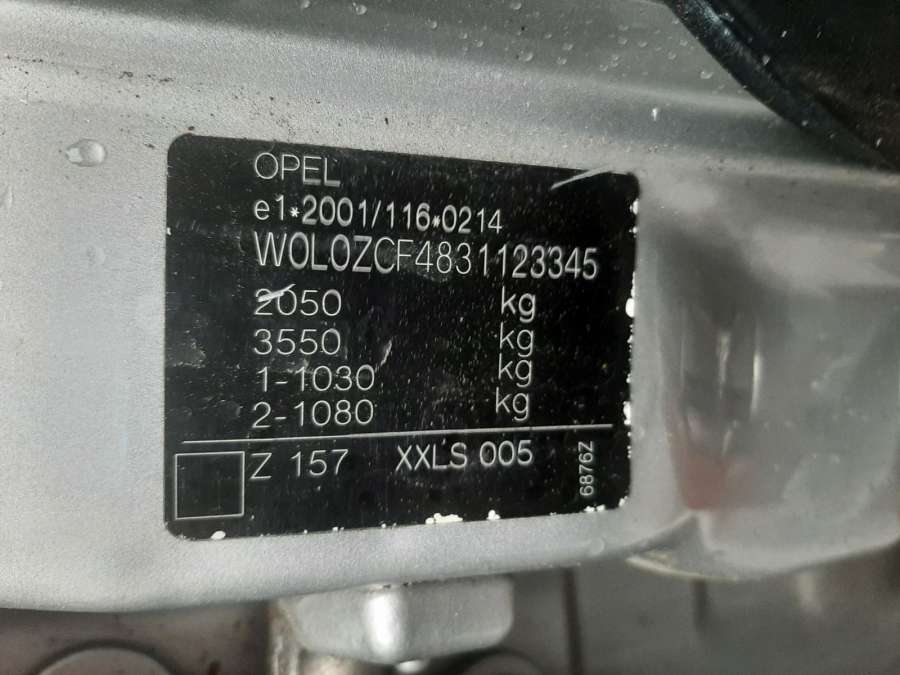 OPEL
e1*2001/116*0214
W0L0ZCF4831123345
2050 kg
3550 kg
1-1030 kg
2-1080 kg
Z 157 XXLS 005
6876Z